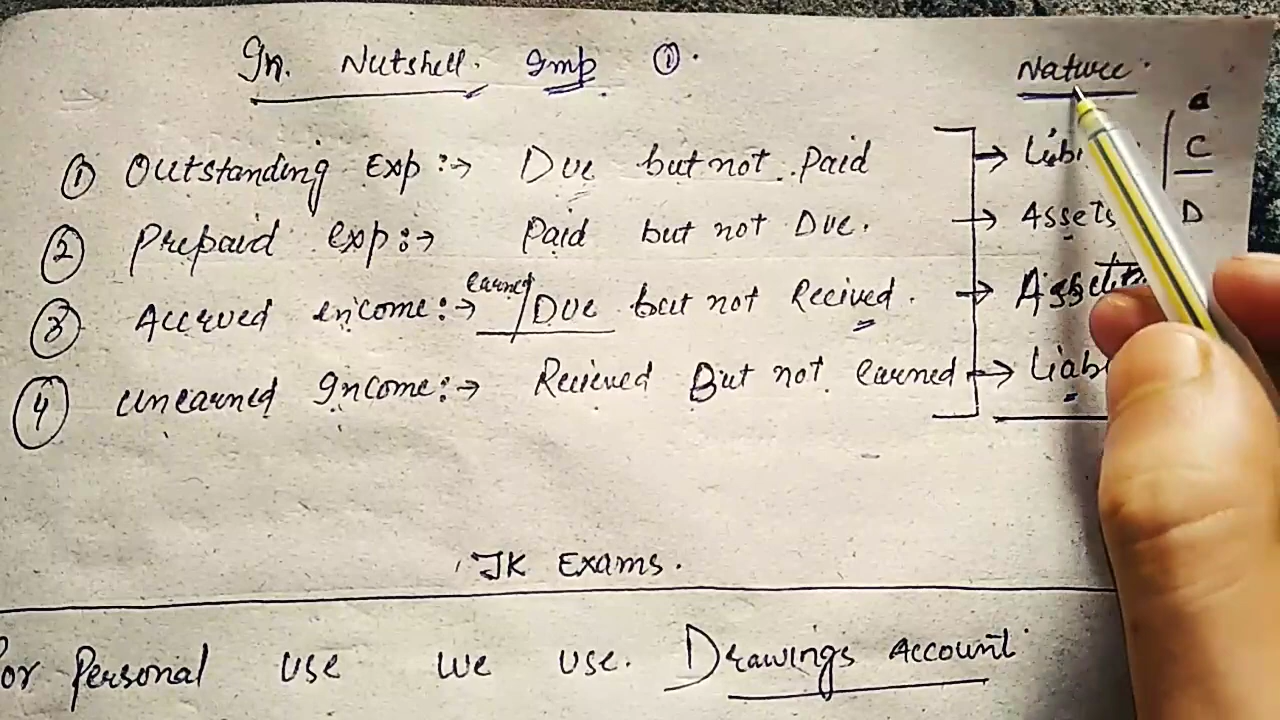 In. Nutshell. Imp ①.
Nature.
a
① Outstanding Exp :→ Due but not Paid → C
② Prepaid exp :→ Paid but not Due. → Assets D
③ Accrued income :→ earned/Due but not Recived. → Assets
④ Unearned Income :→ Recieved But not earned →
JK Exams.
For Personal use we use. Drawings Account